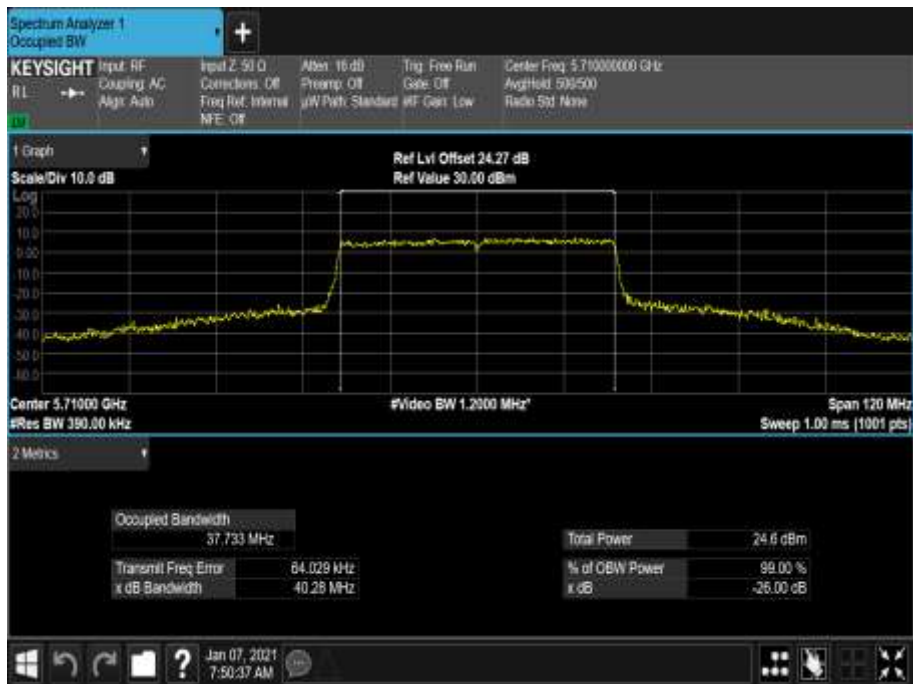 Spectrum Analyzer 1
Occupied BW
+
KEYSIGHT
RL
Input: RF
Coupling: AC
Align: Auto
Input Z: 50 Ω
Corrections: Off
Freq Ref: Internal
NFE: Off
Atten: 16 dB
Preamp: Off
µW Path: Standard
Trig: Free Run
Gate: Off
#IF Gain: Low
Center Freq: 5.710000000 GHz
Avg|Hold: 500/500
Radio Std: None
1 Graph
Scale/Div 10.0 dB
Ref Lvl Offset 24.27 dB
Ref Value 30.00 dBm
Log
20.0
10.0
0.00
-10.0
-20.0
-30.0
-40.0
-50.0
-60.0
Center 5.71000 GHz
#Res BW 390.00 kHz
#Video BW 1.2000 MHz*
Span 120 MHz
Sweep 1.00 ms (1001 pts)
2 Metrics
Occupied Bandwidth
37.733 MHz
Transmit Freq Error 64.029 kHz
x dB Bandwidth 40.28 MHz
Total Power 24.6 dBm
% of OBW Power 99.00 %
x dB -26.00 dB
?
Jan 07, 2021
7:50:37 AM